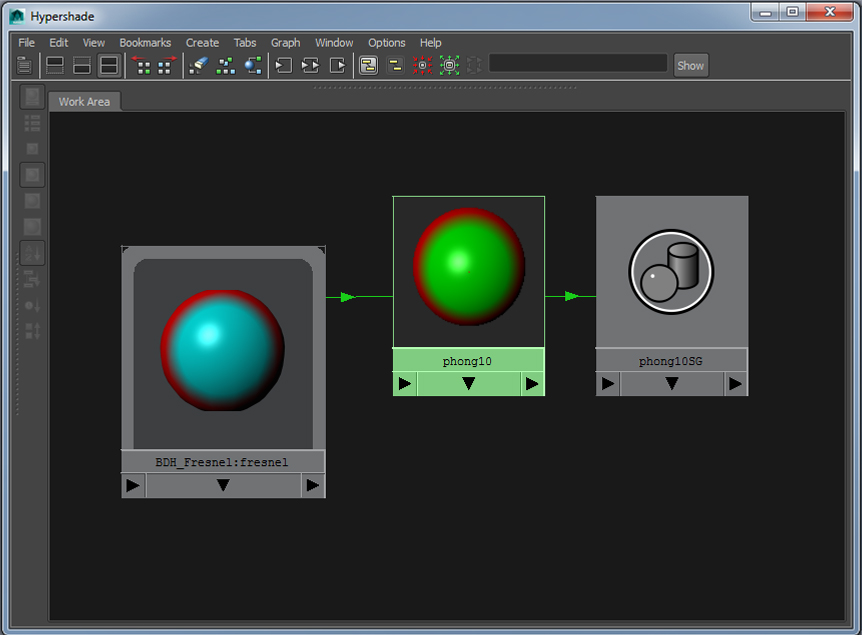 Hypershade
File Edit View Bookmarks Create Tabs Graph Window Options Help
Show
Work Area
phong10
phong10SG
BDH_Fresnel:fresnel